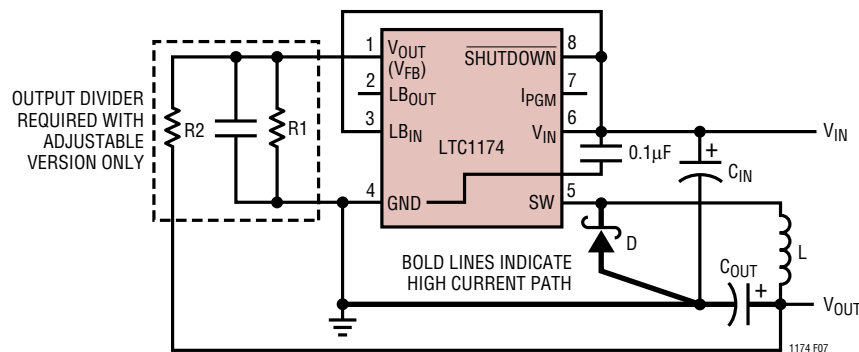 OUTPUT DIVIDER
REQUIRED WITH
ADJUSTABLE
VERSION ONLY
R2
R1
1
VOUT
(VFB)
2
LBOUT
3
LBIN
4
GND
LTC1174
SHUTDOWN
8
IPGM
7
VIN
6
SW
5
0.1µF
VIN
+
CIN
D
L
BOLD LINES INDICATE
HIGH CURRENT PATH
COUT
+
VOUT
1174 F07